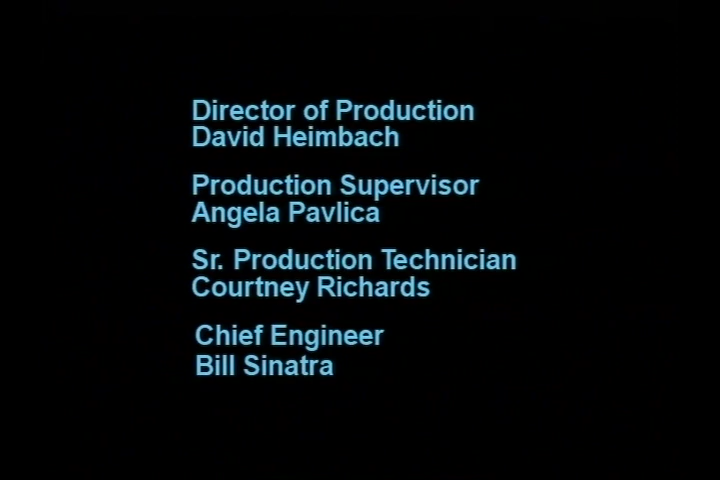 Director of Production
David Heimbach
Production Supervisor
Angela Pavlica
Sr. Production Technician
Courtney Richards
Chief Engineer
Bill Sinatra